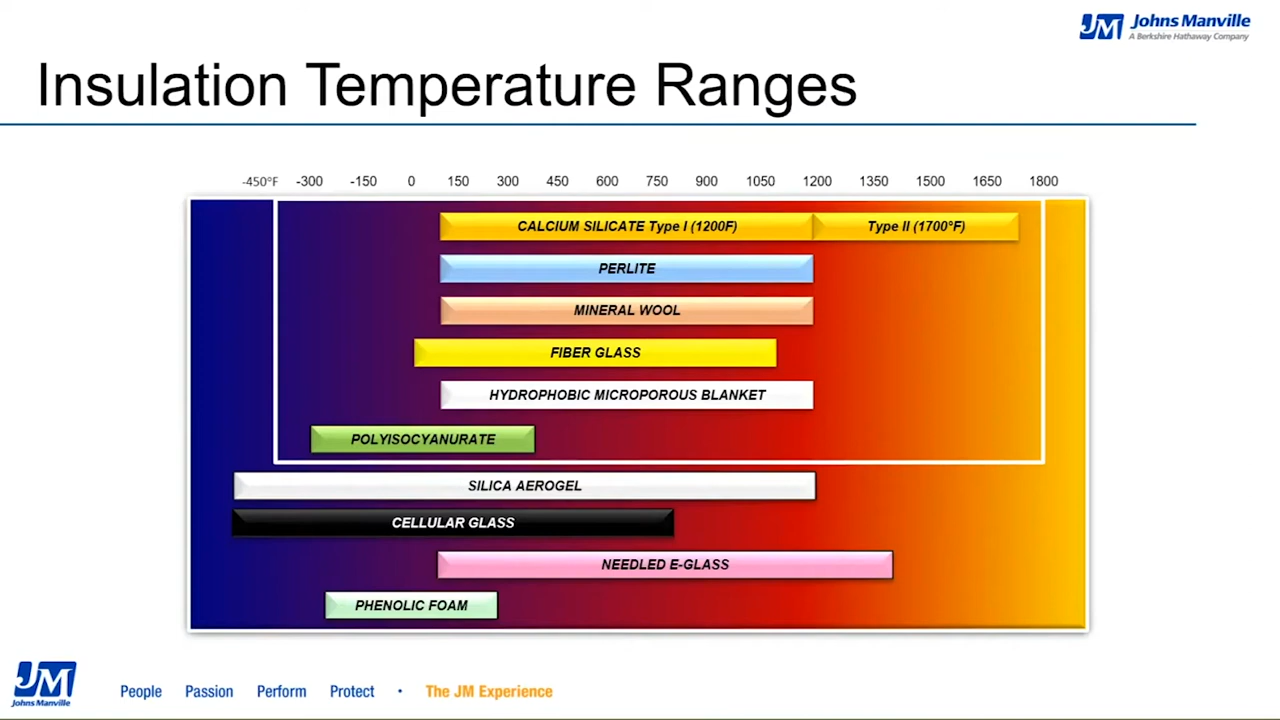 JM Johns Manville
A Berkshire Hathaway Company
Insulation Temperature Ranges
-450°F -300 -150 0 150 300 450 600 750 900 1050 1200 1350 1500 1650 1800
CALCIUM SILICATE Type I (1200F) Type II (1700°F)
PERLITE
MINERAL WOOL
FIBER GLASS
HYDROPHOBIC MICROPOROUS BLANKET
POLYISOCYANURATE
SILICA AEROGEL
CELLULAR GLASS
NEEDLED E-GLASS
PHENOLIC FOAM
JM
Johns Manville
People Passion Perform Protect • The JM Experience